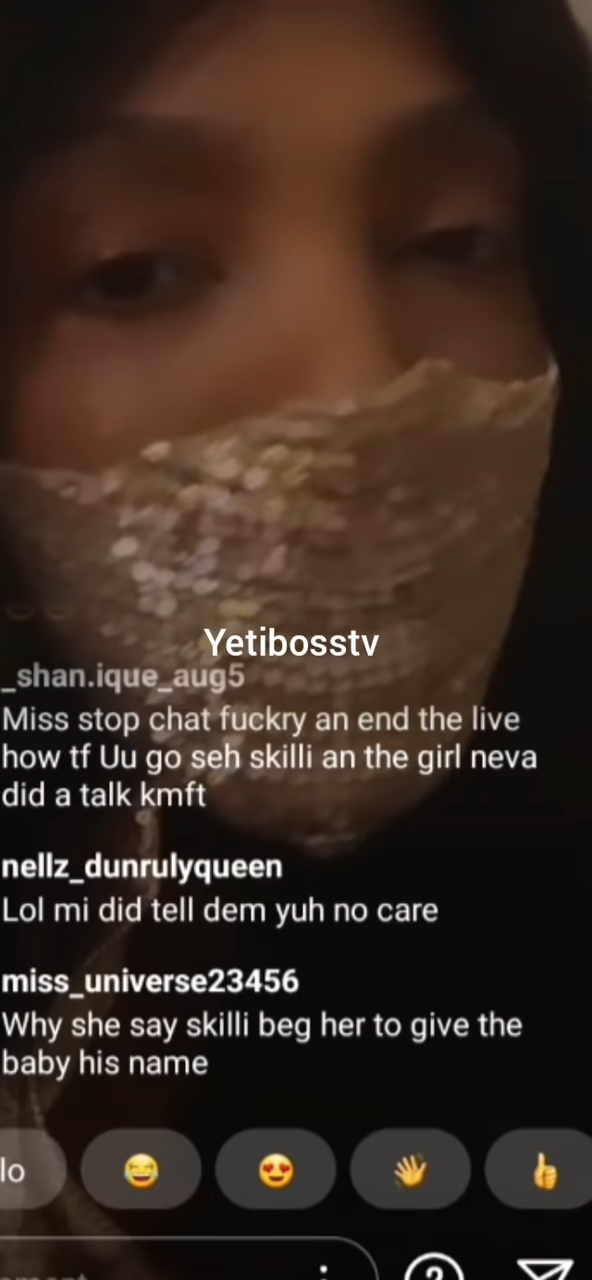 Yetibosstv
_shan.ique_aug5
Miss stop chat fuckry an end the live
how tf Uu go seh skilli an the girl neva
did a talk kmft
nellz_dunrulyqueen
Lol mi did tell dem yuh no care
miss_universe23456
Why she say skilli beg her to give the
baby his name
lo